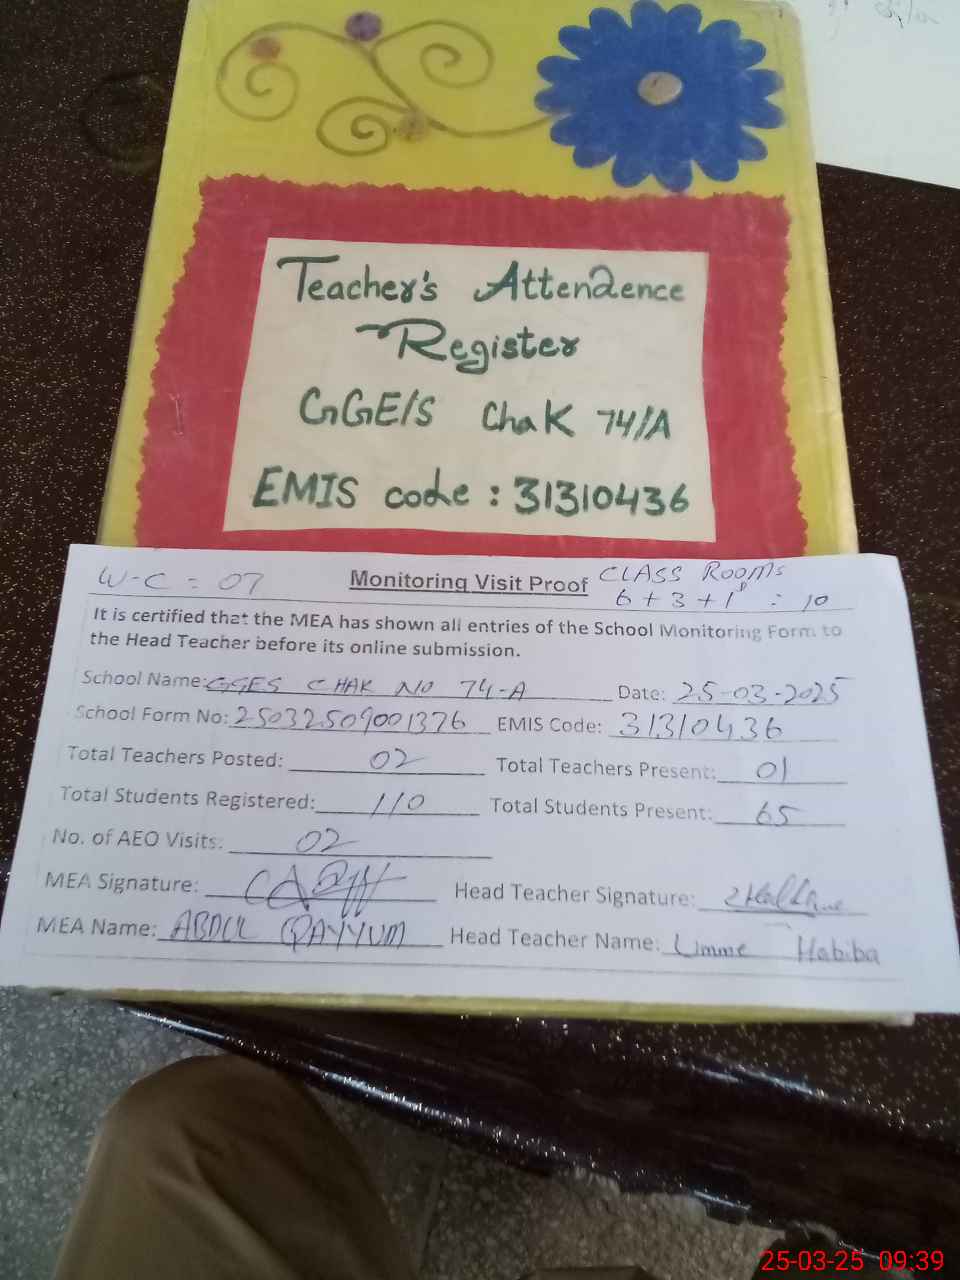 Teacher's Attendence
Register
GGE/S Chak 74/A
EMIS code : 31310436
W-C = 07 Monitoring Visit Proof CLASS ROOMS
6 + 3 + 1 = 10
It is certified that the MEA has shown all entries of the School Monitoring Form to
the Head Teacher before its online submission.
School Name: GGES CHAK NO 74-A Date: 25-03-2025
School Form No: 25032509001376 EMIS Code: 31310436
Total Teachers Posted: 02 Total Teachers Present: 01
Total Students Registered: 110 Total Students Present: 65
No. of AEO Visits: 02
MEA Signature: Head Teacher Signature:
MEA Name: ABDUL QAYYUM Head Teacher Name: Umme Habiba
25-03-25 09:39